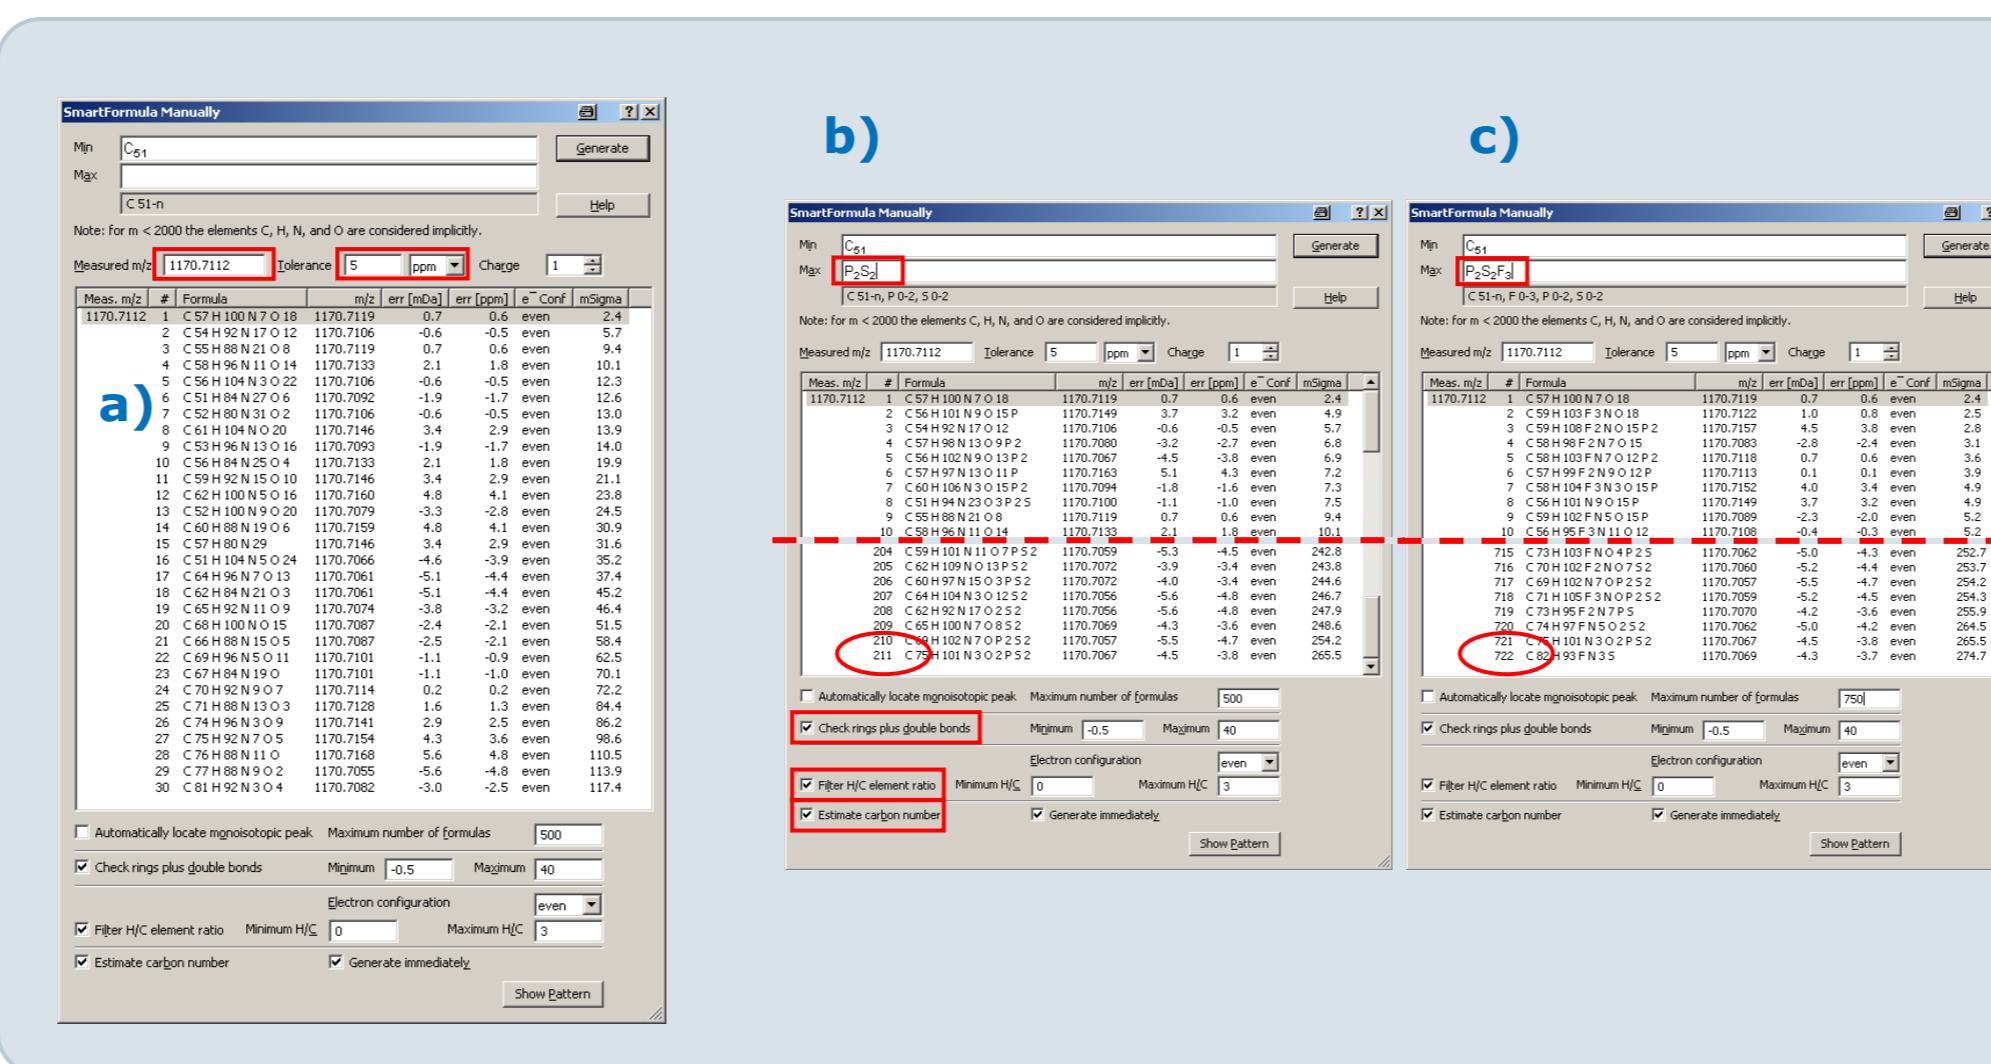 SmartFormula Manually
Min C51
Generate
Max
C 51-n
Help
Note: for m < 2000 the elements C, H, N, and O are considered implicitly.
Measured m/z 1170.7112 Tolerance 5 ppm Charge 1
Meas. m/z # Formula m/z err [mDa] err [ppm] e⁻ Conf mSigma
1170.7112 1 C 57 H 100 N 7 O 18 1170.7119 0.7 0.6 even 2.4
2 C 54 H 92 N 17 O 12 1170.7106 -0.6 -0.5 even 5.7
3 C 55 H 88 N 21 O 8 1170.7119 0.7 0.6 even 9.4
4 C 58 H 96 N 11 O 14 1170.7133 2.1 1.8 even 10.1
5 C 56 H 104 N 3 O 22 1170.7106 -0.6 -0.5 even 12.3
6 C 51 H 84 N 27 O 6 1170.7092 -1.9 -1.7 even 12.6
7 C 52 H 80 N 31 O 2 1170.7106 -0.6 -0.5 even 13.0
8 C 61 H 104 N O 20 1170.7146 3.4 2.9 even 13.9
9 C 53 H 96 N 13 O 16 1170.7093 -1.9 -1.7 even 14.0
10 C 56 H 84 N 25 O 4 1170.7133 2.1 1.8 even 19.9
11 C 59 H 92 N 15 O 10 1170.7146 3.4 2.9 even 21.1
12 C 62 H 100 N 5 O 16 1170.7160 4.8 4.1 even 23.8
13 C 52 H 100 N 9 O 20 1170.7079 -3.3 -2.8 even 24.5
14 C 60 H 88 N 19 O 6 1170.7159 4.8 4.1 even 30.9
15 C 57 H 80 N 29 1170.7146 3.4 2.9 even 31.6
16 C 51 H 104 N 5 O 24 1170.7066 -4.6 -3.9 even 35.2
17 C 64 H 96 N 7 O 13 1170.7061 -5.1 -4.4 even 37.4
18 C 62 H 84 N 21 O 3 1170.7061 -5.1 -4.4 even 45.2
19 C 65 H 92 N 11 O 9 1170.7074 -3.8 -3.2 even 46.4
20 C 68 H 100 N O 15 1170.7087 -2.4 -2.1 even 51.5
21 C 66 H 88 N 15 O 5 1170.7087 -2.5 -2.1 even 58.4
22 C 69 H 96 N 5 O 11 1170.7101 -1.1 -0.9 even 62.5
23 C 67 H 84 N 19 O 1170.7101 -1.1 -1.0 even 70.1
24 C 70 H 92 N 9 O 7 1170.7114 0.2 0.2 even 72.2
25 C 71 H 88 N 13 O 3 1170.7128 1.6 1.3 even 84.4
26 C 74 H 96 N 3 O 9 1170.7141 2.9 2.5 even 86.2
27 C 75 H 92 N 7 O 5 1170.7154 4.3 3.6 even 98.6
28 C 76 H 88 N 11 O 1170.7168 5.6 4.8 even 110.5
29 C 77 H 88 N 9 O 2 1170.7055 -5.6 -4.8 even 113.9
30 C 81 H 92 N 3 O 4 1170.7082 -3.0 -2.5 even 117.4
a)
Automatically locate monoisotopic peak Maximum number of formulas 500
Check rings plus double bonds Minimum -0.5 Maximum 40
Electron configuration even
Filter H/C element ratio Minimum H/C 0 Maximum H/C 3
Estimate carbon number Generate immediately
Show Pattern
b)
SmartFormula Manually
Min C51
Generate
Max P2S2
C 51-n, P 0-2, S 0-2
Help
Note: for m < 2000 the elements C, H, N, and O are considered implicitly.
Measured m/z 1170.7112 Tolerance 5 ppm Charge 1
Meas. m/z # Formula m/z err [mDa] err [ppm] e⁻ Conf mSigma
1170.7112 1 C 57 H 100 N 7 O 18 1170.7119 0.7 0.6 even 2.4
2 C 56 H 101 N 9 O 15 P 1170.7149 3.7 3.2 even 4.9
3 C 54 H 92 N 17 O 12 1170.7106 -0.6 -0.5 even 5.7
4 C 57 H 98 N 13 O 9 P 2 1170.7080 -3.2 -2.7 even 6.8
5 C 56 H 102 N 9 O 13 P 2 1170.7067 -4.5 -3.8 even 6.9
6 C 57 H 97 N 13 O 11 P 1170.7163 5.1 4.3 even 7.2
7 C 60 H 106 N 3 O 15 P 2 1170.7106 -1.8 -1.6 even 7.3
8 C 51 H 94 N 23 O 3 P 2 S 1170.7100 -1.1 -1.0 even 7.5
9 C 55 H 88 N 21 O 8 1170.7119 0.7 0.6 even 9.4
10 C 58 H 96 N 11 O 14 1170.7133 2.1 1.8 even 10.1
204 C 59 H 101 N 11 O 7 P S 2 1170.7059 -5.3 -4.5 even 242.8
205 C 62 H 109 N O 13 P S 2 1170.7072 -3.9 -3.4 even 243.8
206 C 60 H 97 N 15 O 3 P S 2 1170.7072 -4.0 -3.4 even 244.6
207 C 64 H 104 N 3 O 12 S 2 1170.7056 -5.6 -4.8 even 246.7
208 C 62 H 92 N 17 O 2 S 2 1170.7056 -5.6 -4.8 even 247.9
209 C 65 H 100 N 7 O 8 S 2 1170.7069 -4.3 -3.6 even 248.6
210 C 69 H 102 N 7 O P 2 S 2 1170.7057 -5.5 -4.7 even 254.2
211 C 75 H 101 N 3 O 2 P S 2 1170.7067 -4.5 -3.8 even 265.5
Automatically locate monoisotopic peak Maximum number of formulas 500
Check rings plus double bonds Minimum -0.5 Maximum 40
Electron configuration even
Filter H/C element ratio Minimum H/C 0 Maximum H/C 3
Estimate carbon number Generate immediately
Show Pattern
c)
SmartFormula Manually
Min C51
Generate
Max P2S2F3
C 51-n, F 0-3, P 0-2, S 0-2
Help
Note: for m < 2000 the elements C, H, N, and O are considered implicitly.
Measured m/z 1170.7112 Tolerance 5 ppm Charge 1
Meas. m/z # Formula m/z err [mDa] err [ppm] e⁻ Conf mSigma
1170.7112 1 C 57 H 100 N 7 O 18 1170.7119 0.7 0.6 even 2.4
2 C 59 H 103 F 3 N O 18 1170.7122 1.0 0.8 even 2.5
3 C 59 H 108 F 2 N O 15 P 2 1170.7157 4.5 3.8 even 2.8
4 C 58 H 98 F 2 N 7 O 15 1170.7083 -2.8 -2.4 even 3.1
5 C 58 H 103 F N 7 O 12 P 2 1170.7118 0.7 0.6 even 3.6
6 C 57 H 99 F 2 N 9 O 12 P 1170.7113 0.1 0.1 even 3.9
7 C 58 H 104 F 3 N 3 O 15 P 1170.7152 4.0 3.4 even 4.9
8 C 56 H 101 N 9 O 15 P 1170.7149 3.7 3.2 even 4.9
9 C 59 H 102 F N 5 O 15 P 1170.7089 -2.3 -2.0 even 5.2
10 C 56 H 95 F 3 N 11 O 12 1170.7108 -0.4 -0.3 even 5.2
715 C 73 H 103 F N O 4 P 2 S 1170.7062 -5.0 -4.3 even 252.7
716 C 70 H 102 F 2 N O 7 S 2 1170.7060 -5.2 -4.4 even 253.7
717 C 69 H 102 N 7 O P 2 S 2 1170.7057 -5.5 -4.7 even 254.2
718 C 71 H 105 F 3 N O P 2 S 2 1170.7059 -5.2 -4.5 even 254.3
719 C 73 H 95 F 2 N 7 P S 1170.7070 -4.2 -3.6 even 255.9
720 C 74 H 97 F N 5 O 2 S 2 1170.7062 -5.0 -4.2 even 264.5
721 C 75 H 101 N 3 O 2 P S 2 1170.7067 -4.5 -3.8 even 265.5
722 C 82 H 93 F N 3 S 1170.7069 -4.3 -3.7 even 274.7
Automatically locate monoisotopic peak Maximum number of formulas 750
Check rings plus double bonds Minimum -0.5 Maximum 40
Electron configuration even
Filter H/C element ratio Minimum H/C 0 Maximum H/C 3
Estimate carbon number Generate immediately
Show Pattern